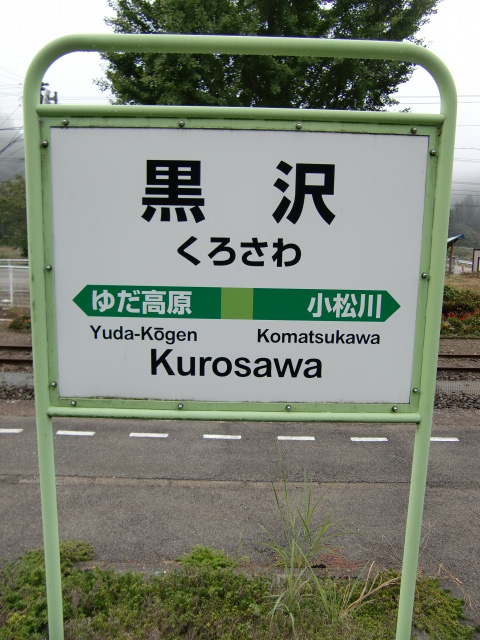 黒沢
くろさわ
ゆだ高原 小松川
Yuda-Kōgen Komatsukawa
Kurosawa